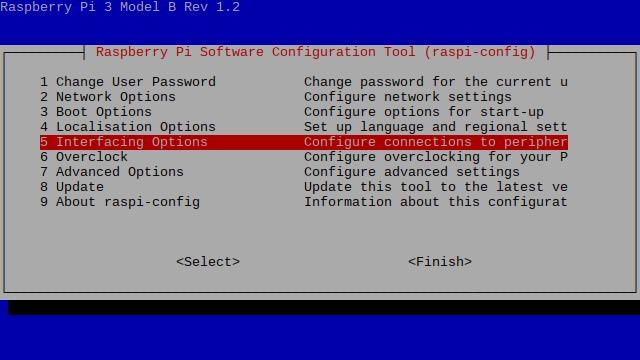 Raspberry Pi 3 Model B Rev 1.2
Raspberry Pi Software Configuration Tool (raspi-config)
1 Change User Password Change password for the current u
2 Network Options Configure network settings
3 Boot Options Configure options for start-up
4 Localisation Options Set up language and regional sett
5 Interfacing Options Configure connections to peripher
6 Overclock Configure overclocking for your P
7 Advanced Options Configure advanced settings
8 Update Update this tool to the latest ve
9 About raspi-config Information about this configurat
<Select> <Finish>